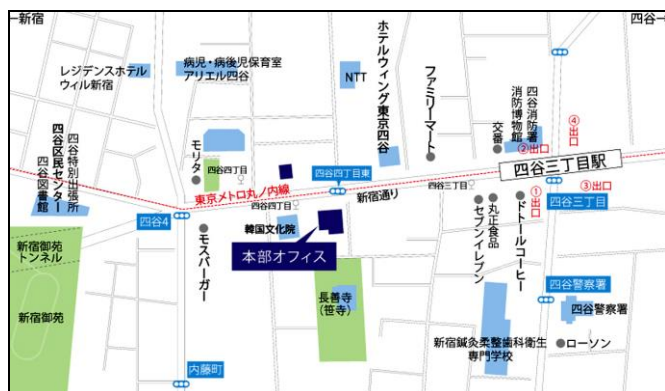 ←新宿
四谷→
レジデンスホテル
ウィル新宿
病児・病後児保育室
アリエル四谷
NTT
ホテルウィング東京四谷
ファミリーマート
交番
四谷消防署
消防博物館
②出口
④出口
四谷三丁目駅
①出口
③出口
四谷三丁目
四谷特別出張所
四谷区民センター
四谷図書館
モリタ
四谷四丁目
四谷四丁目東
東京メトロ丸ノ内線
新宿通り
四谷三丁目
四谷四丁目
四谷4
韓国文化院
本部オフィス
モスバーガー
丸正食品
セブンイレブン
ドトールコーヒー
新宿御苑
トンネル
新宿御苑
長善寺
(笹寺)
四谷警察署
四谷警察署
新宿鍼灸柔整歯科衛生
専門学校
ローソン
内藤町